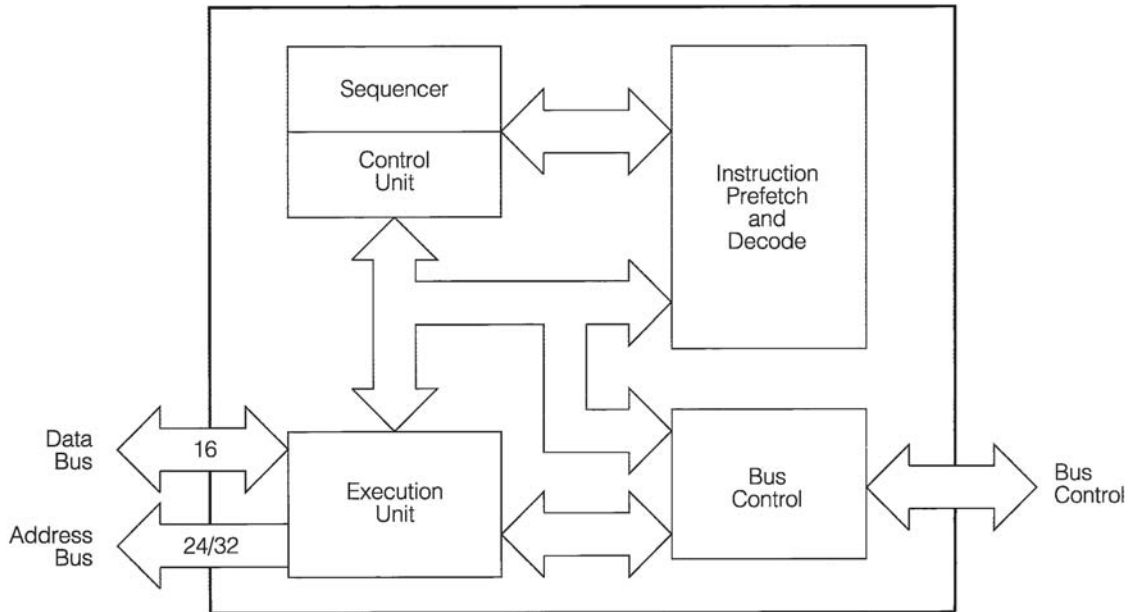 Sequencer
Control
Unit
Instruction
Prefetch
and
Decode
Data
Bus
16
Execution
Unit
Bus
Control
Bus
Control
Address
Bus
24/32